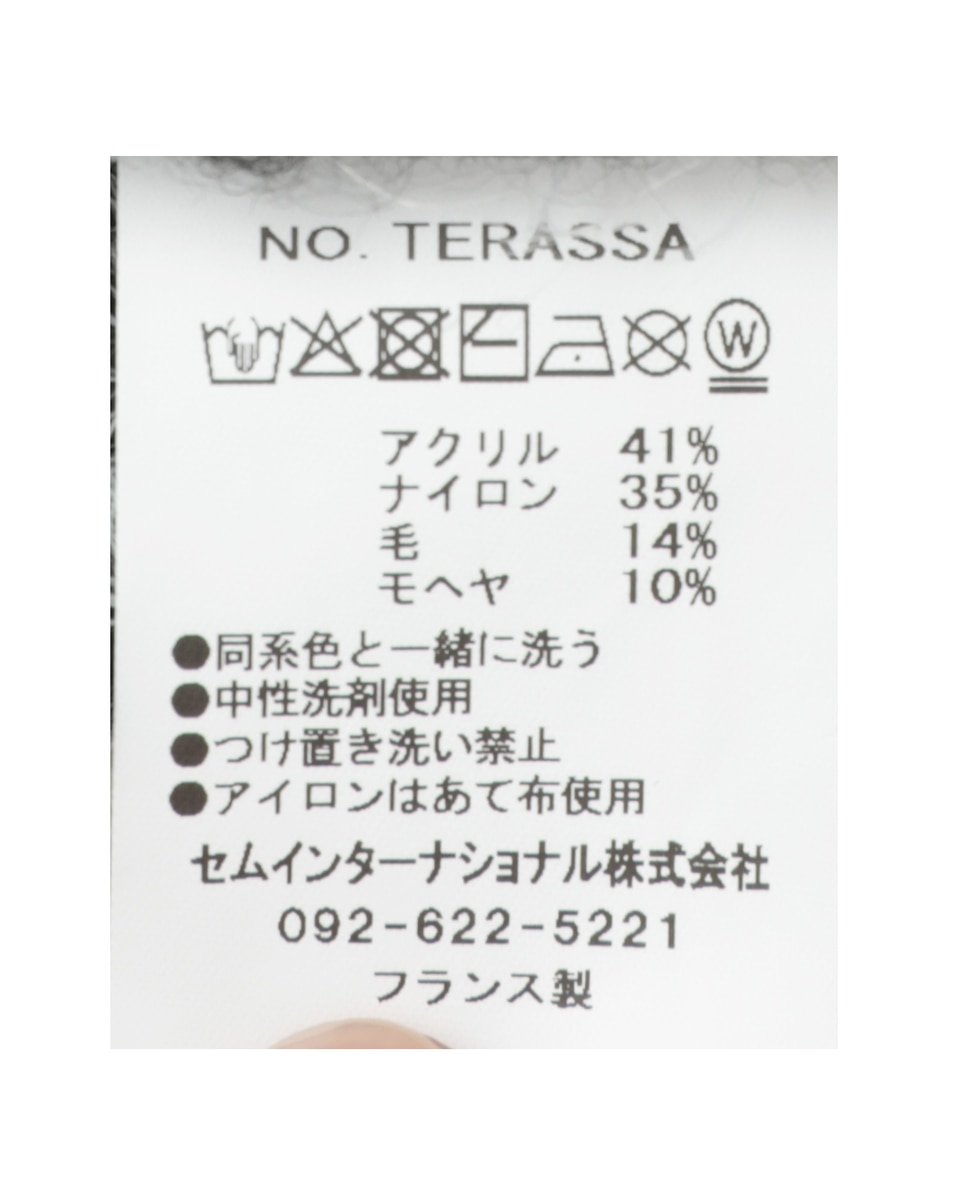 NO. TERASSA
W
アクリル 41%
ナイロン 35%
毛 14%
モヘヤ 10%
●同系色と一緒に洗う
●中性洗剤使用
●つけ置き洗い禁止
●アイロンはあて布使用
セムインターナショナル株式会社
092-622-5221
フランス製